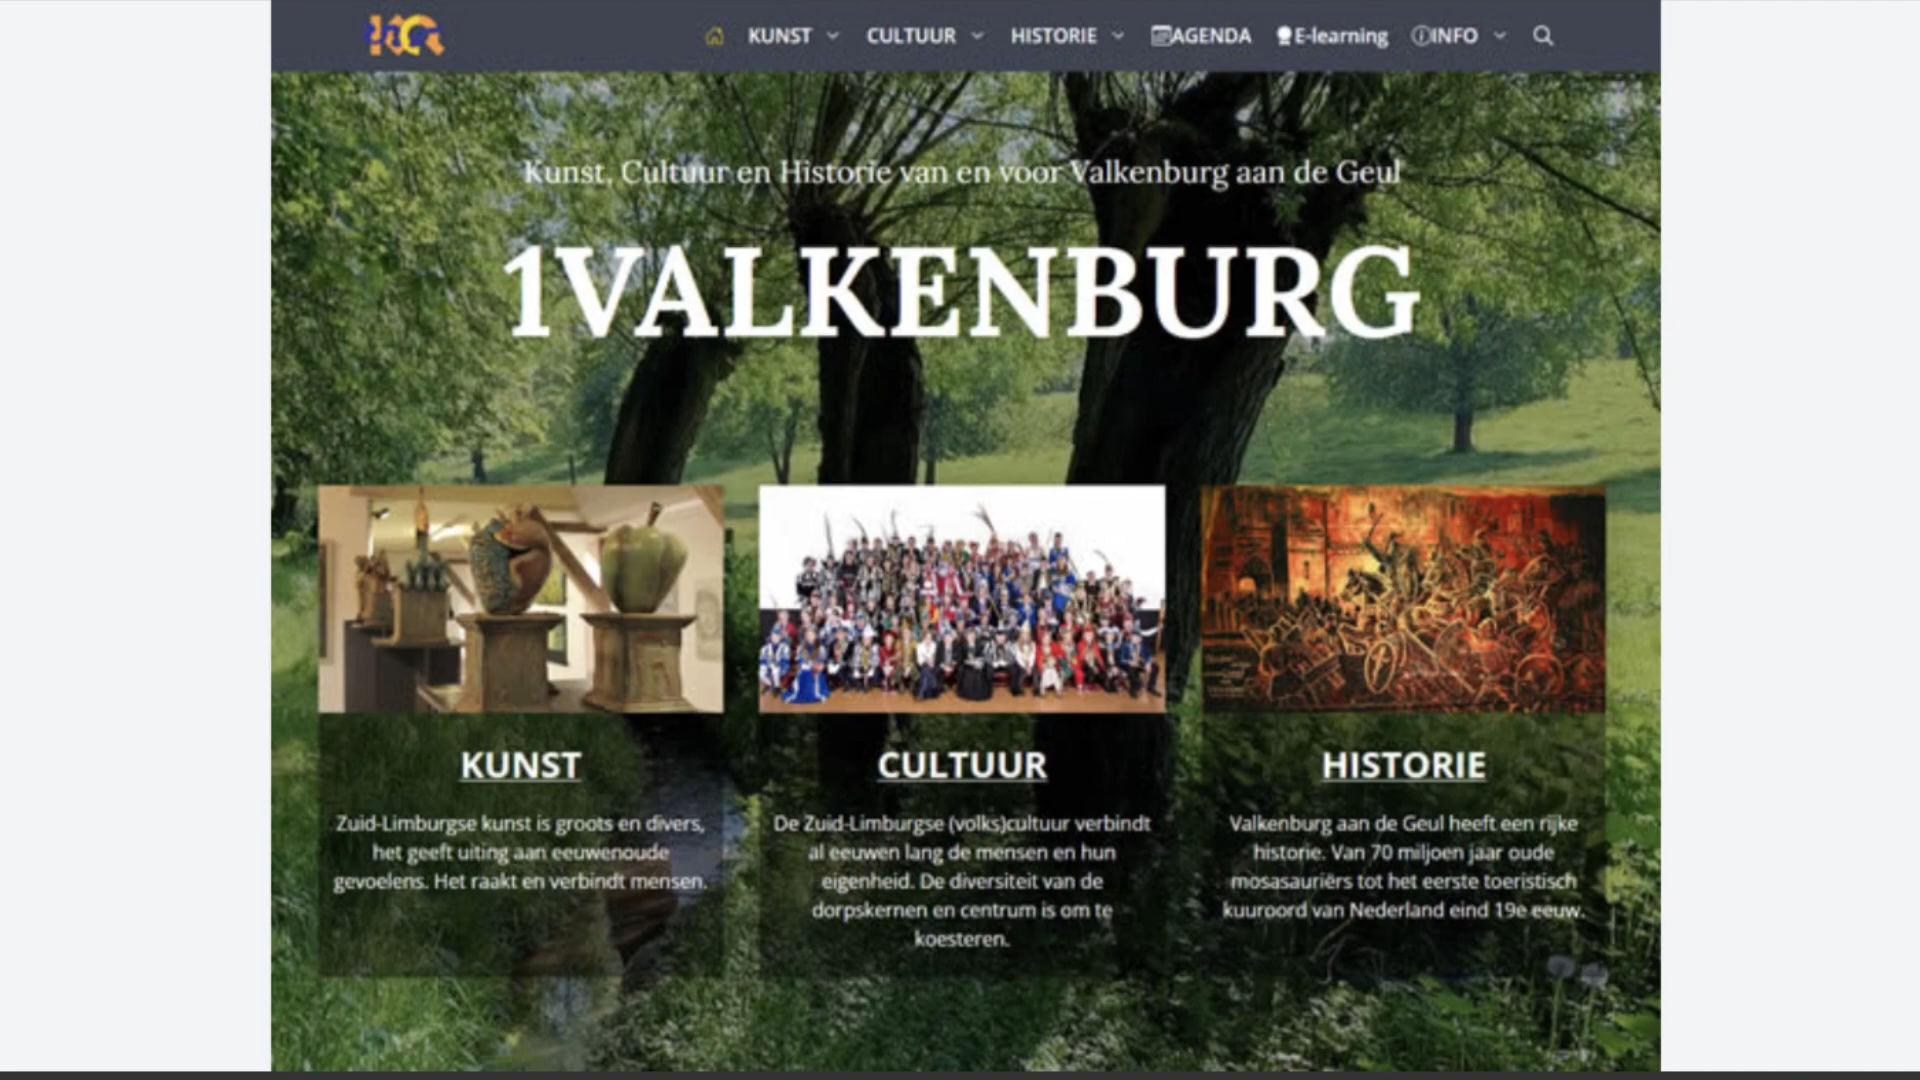 KUNST CULTUUR HISTORIE AGENDA E-learning INFO
Kunst, Cultuur en Historie van en voor Valkenburg aan de Geul
1VALKENBURG
KUNST
Zuid-Limburgse kunst is groots en divers,
het geeft uiting aan eeuwenoude
gevoelens. Het raakt en verbindt mensen.
CULTUUR
De Zuid-Limburgse (volks)cultuur verbindt
al eeuwen lang de mensen en hun
eigenheid. De diversiteit van de
dorpskernen en centrum is om te
koesteren.
HISTORIE
Valkenburg aan de Geul heeft een rijke
historie. Van 70 miljoen jaar oude
mosasauriërs tot het eerste toeristisch
kuuroord van Nederland eind 19e eeuw.